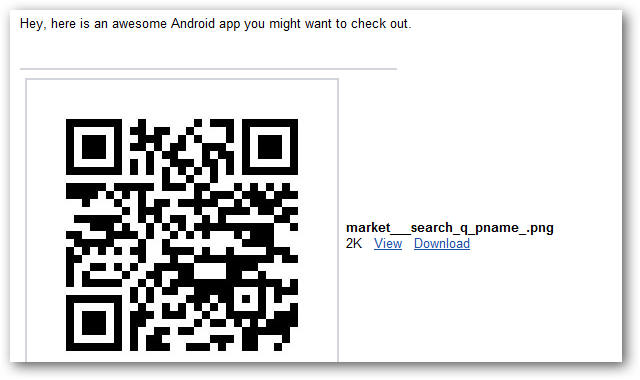 Hey, here is an awesome Android app you might want to check out.
market___search_q_pname_.png
2K View Download